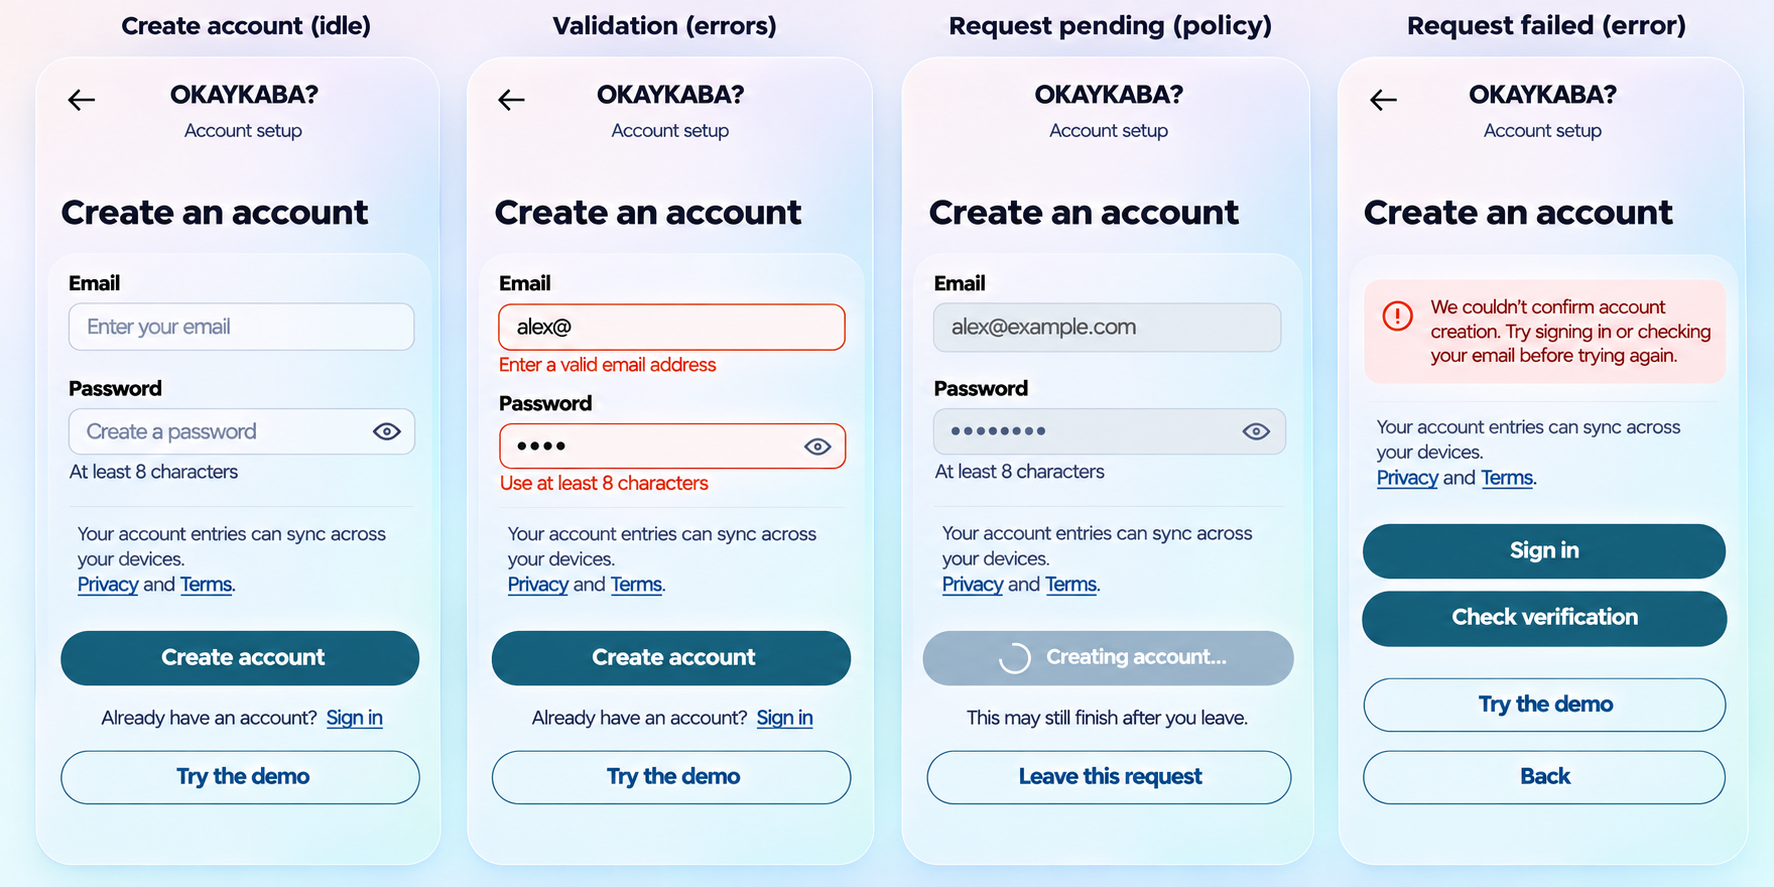 Create account (idle)
OKAYKABA?
Account setup
Create an account
Email
Enter your email
Password
Create a password
At least 8 characters
Your account entries can sync across
your devices.
Privacy and Terms.
Create account
Already have an account? Sign in
Try the demo
Validation (errors)
OKAYKABA?
Account setup
Create an account
Email
alex@
Enter a valid email address
Password
••••
Use at least 8 characters
Your account entries can sync across
your devices.
Privacy and Terms.
Create account
Already have an account? Sign in
Try the demo
Request pending (policy)
OKAYKABA?
Account setup
Create an account
Email
alex@example.com
Password
••••••••
At least 8 characters
Your account entries can sync across
your devices.
Privacy and Terms.
Creating account...
This may still finish after you leave.
Leave this request
Request failed (error)
OKAYKABA?
Account setup
Create an account
We couldn't confirm account
creation. Try signing in or checking
your email before trying again.
Your account entries can sync across
your devices.
Privacy and Terms.
Sign in
Check verification
Try the demo
Back